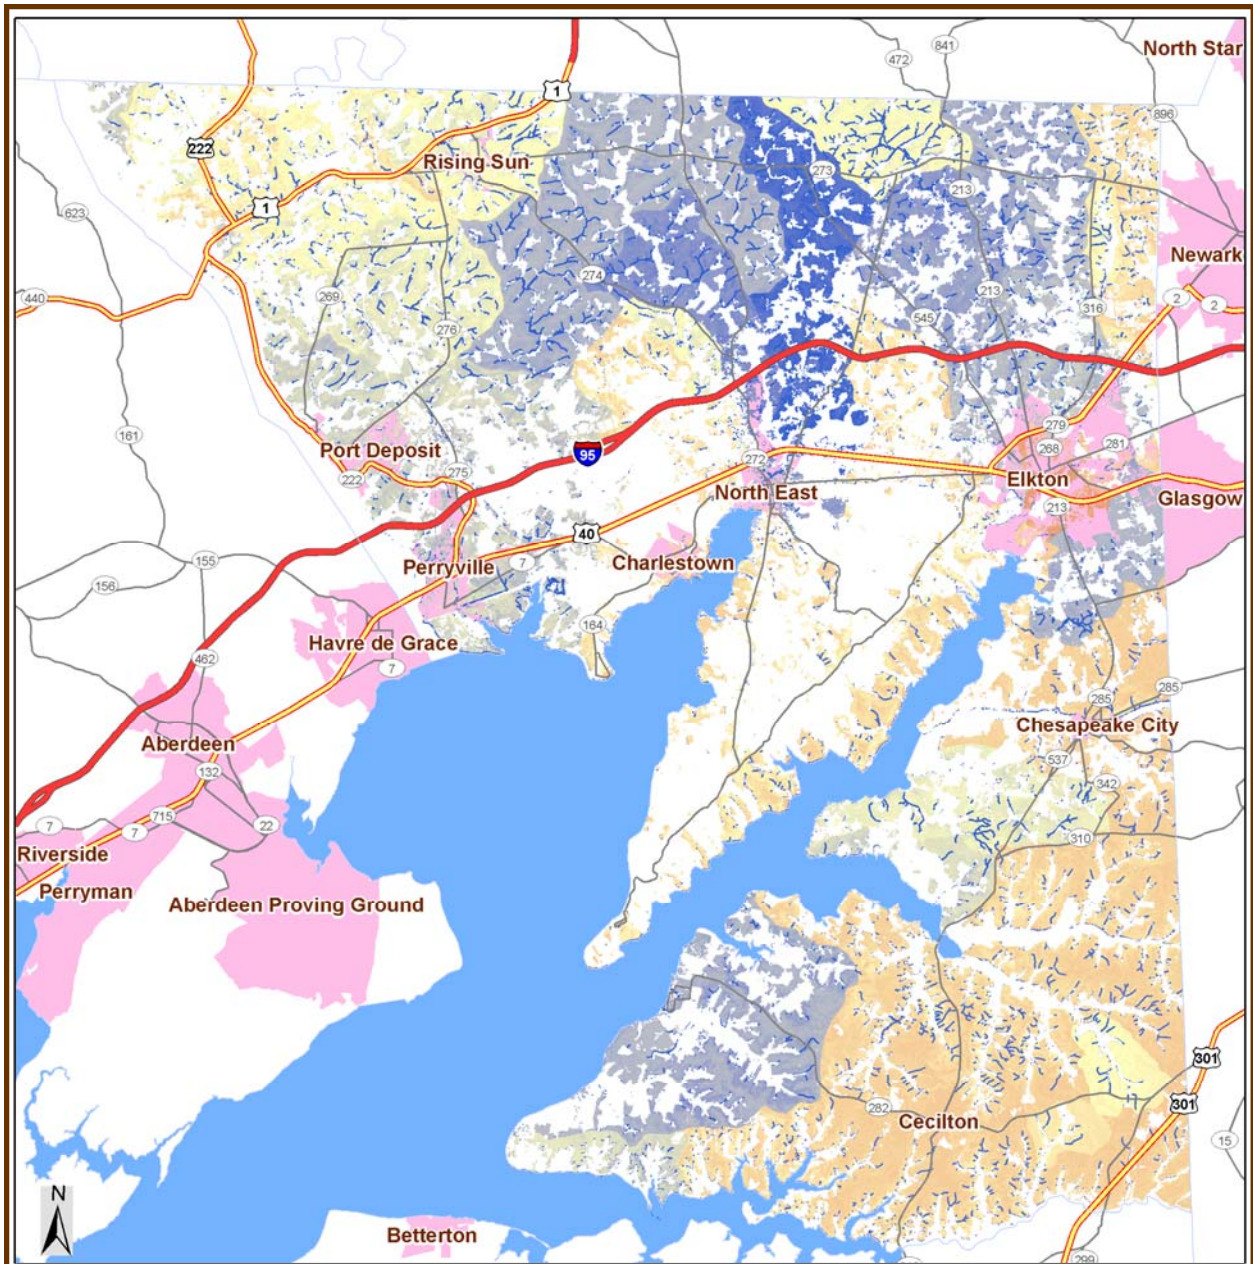 472
841
North Star
1
896
222
Rising Sun
273
213
1
623
Newark
274
440
269
276
213
2
2
545
316
161
279
268
281
Port Deposit
95
272
222
275
Elkton
North East
Glasgow
213
40
155
Perryville
7
Charlestown
156
164
Havre de Grace
462
7
285
285
Chesapeake City
Aberdeen
537
132
342
715
22
7
7
310
Riverside
Perryman
Aberdeen Proving Ground
301
282
301
Cecilton
15
N
Betterton
299